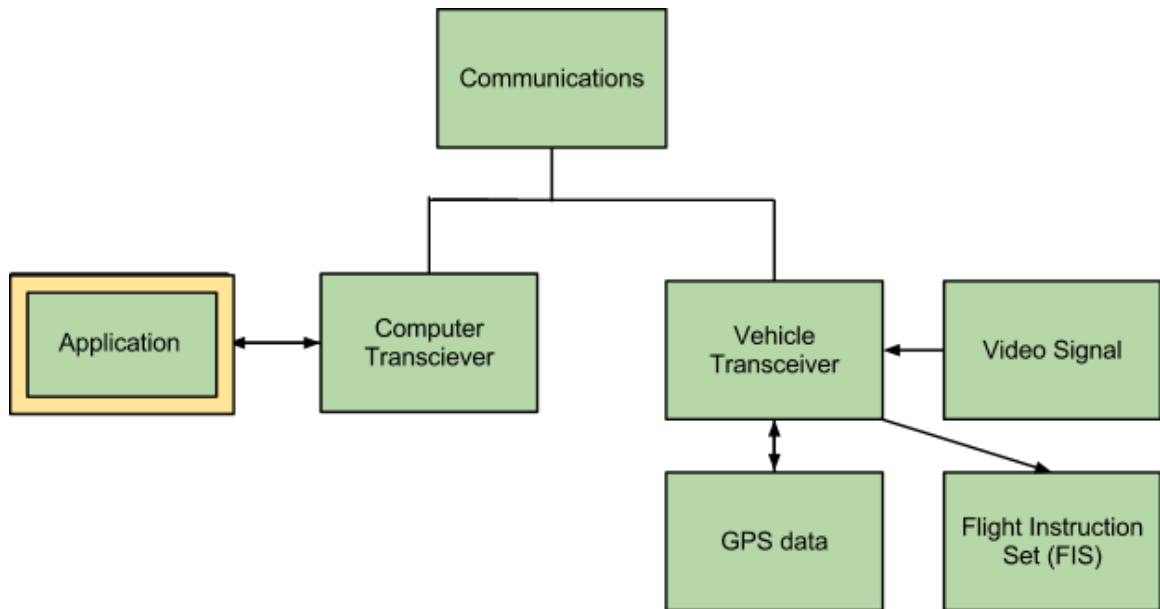 Communications
Application
Computer
Transciever
Vehicle
Transceiver
Video Signal
GPS data
Flight Instruction
Set (FIS)